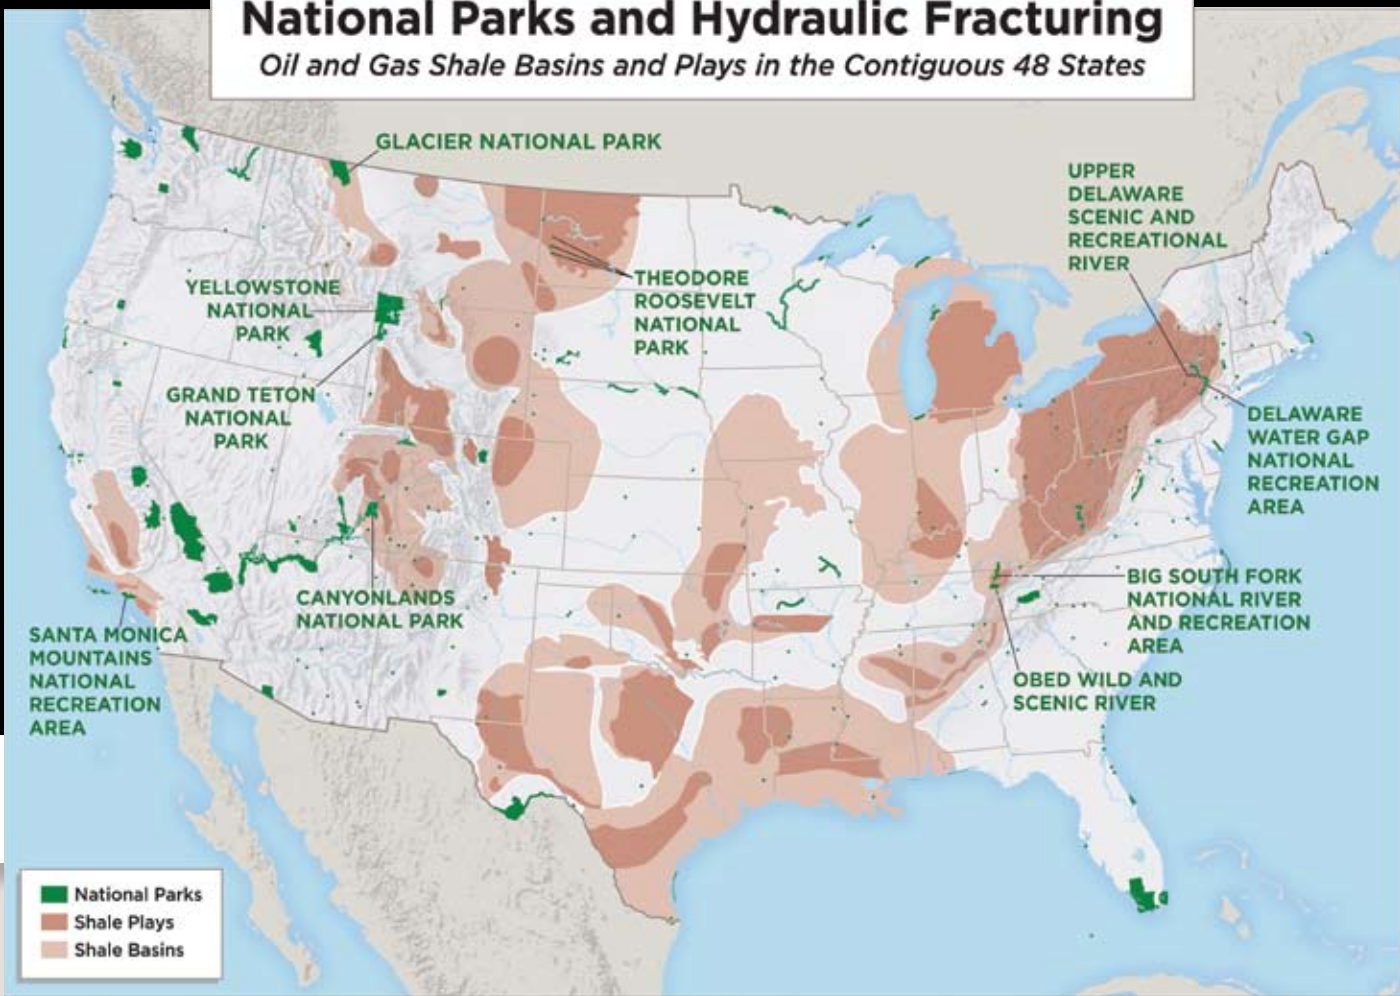 National Parks and Hydraulic Fracturing
Oil and Gas Shale Basins and Plays in the Contiguous 48 States
GLACIER NATIONAL PARK
UPPER
DELAWARE
SCENIC AND
RECREATIONAL
RIVER
YELLOWSTONE
NATIONAL
PARK
THEODORE
ROOSEVELT
NATIONAL
PARK
GRAND TETON
NATIONAL
PARK
DELAWARE
WATER GAP
NATIONAL
RECREATION
AREA
CANYONLANDS
NATIONAL PARK
BIG SOUTH FORK
NATIONAL RIVER
AND RECREATION
AREA
SANTA MONICA
MOUNTAINS
NATIONAL
RECREATION
AREA
OBED WILD AND
SCENIC RIVER
National Parks
Shale Plays
Shale Basins